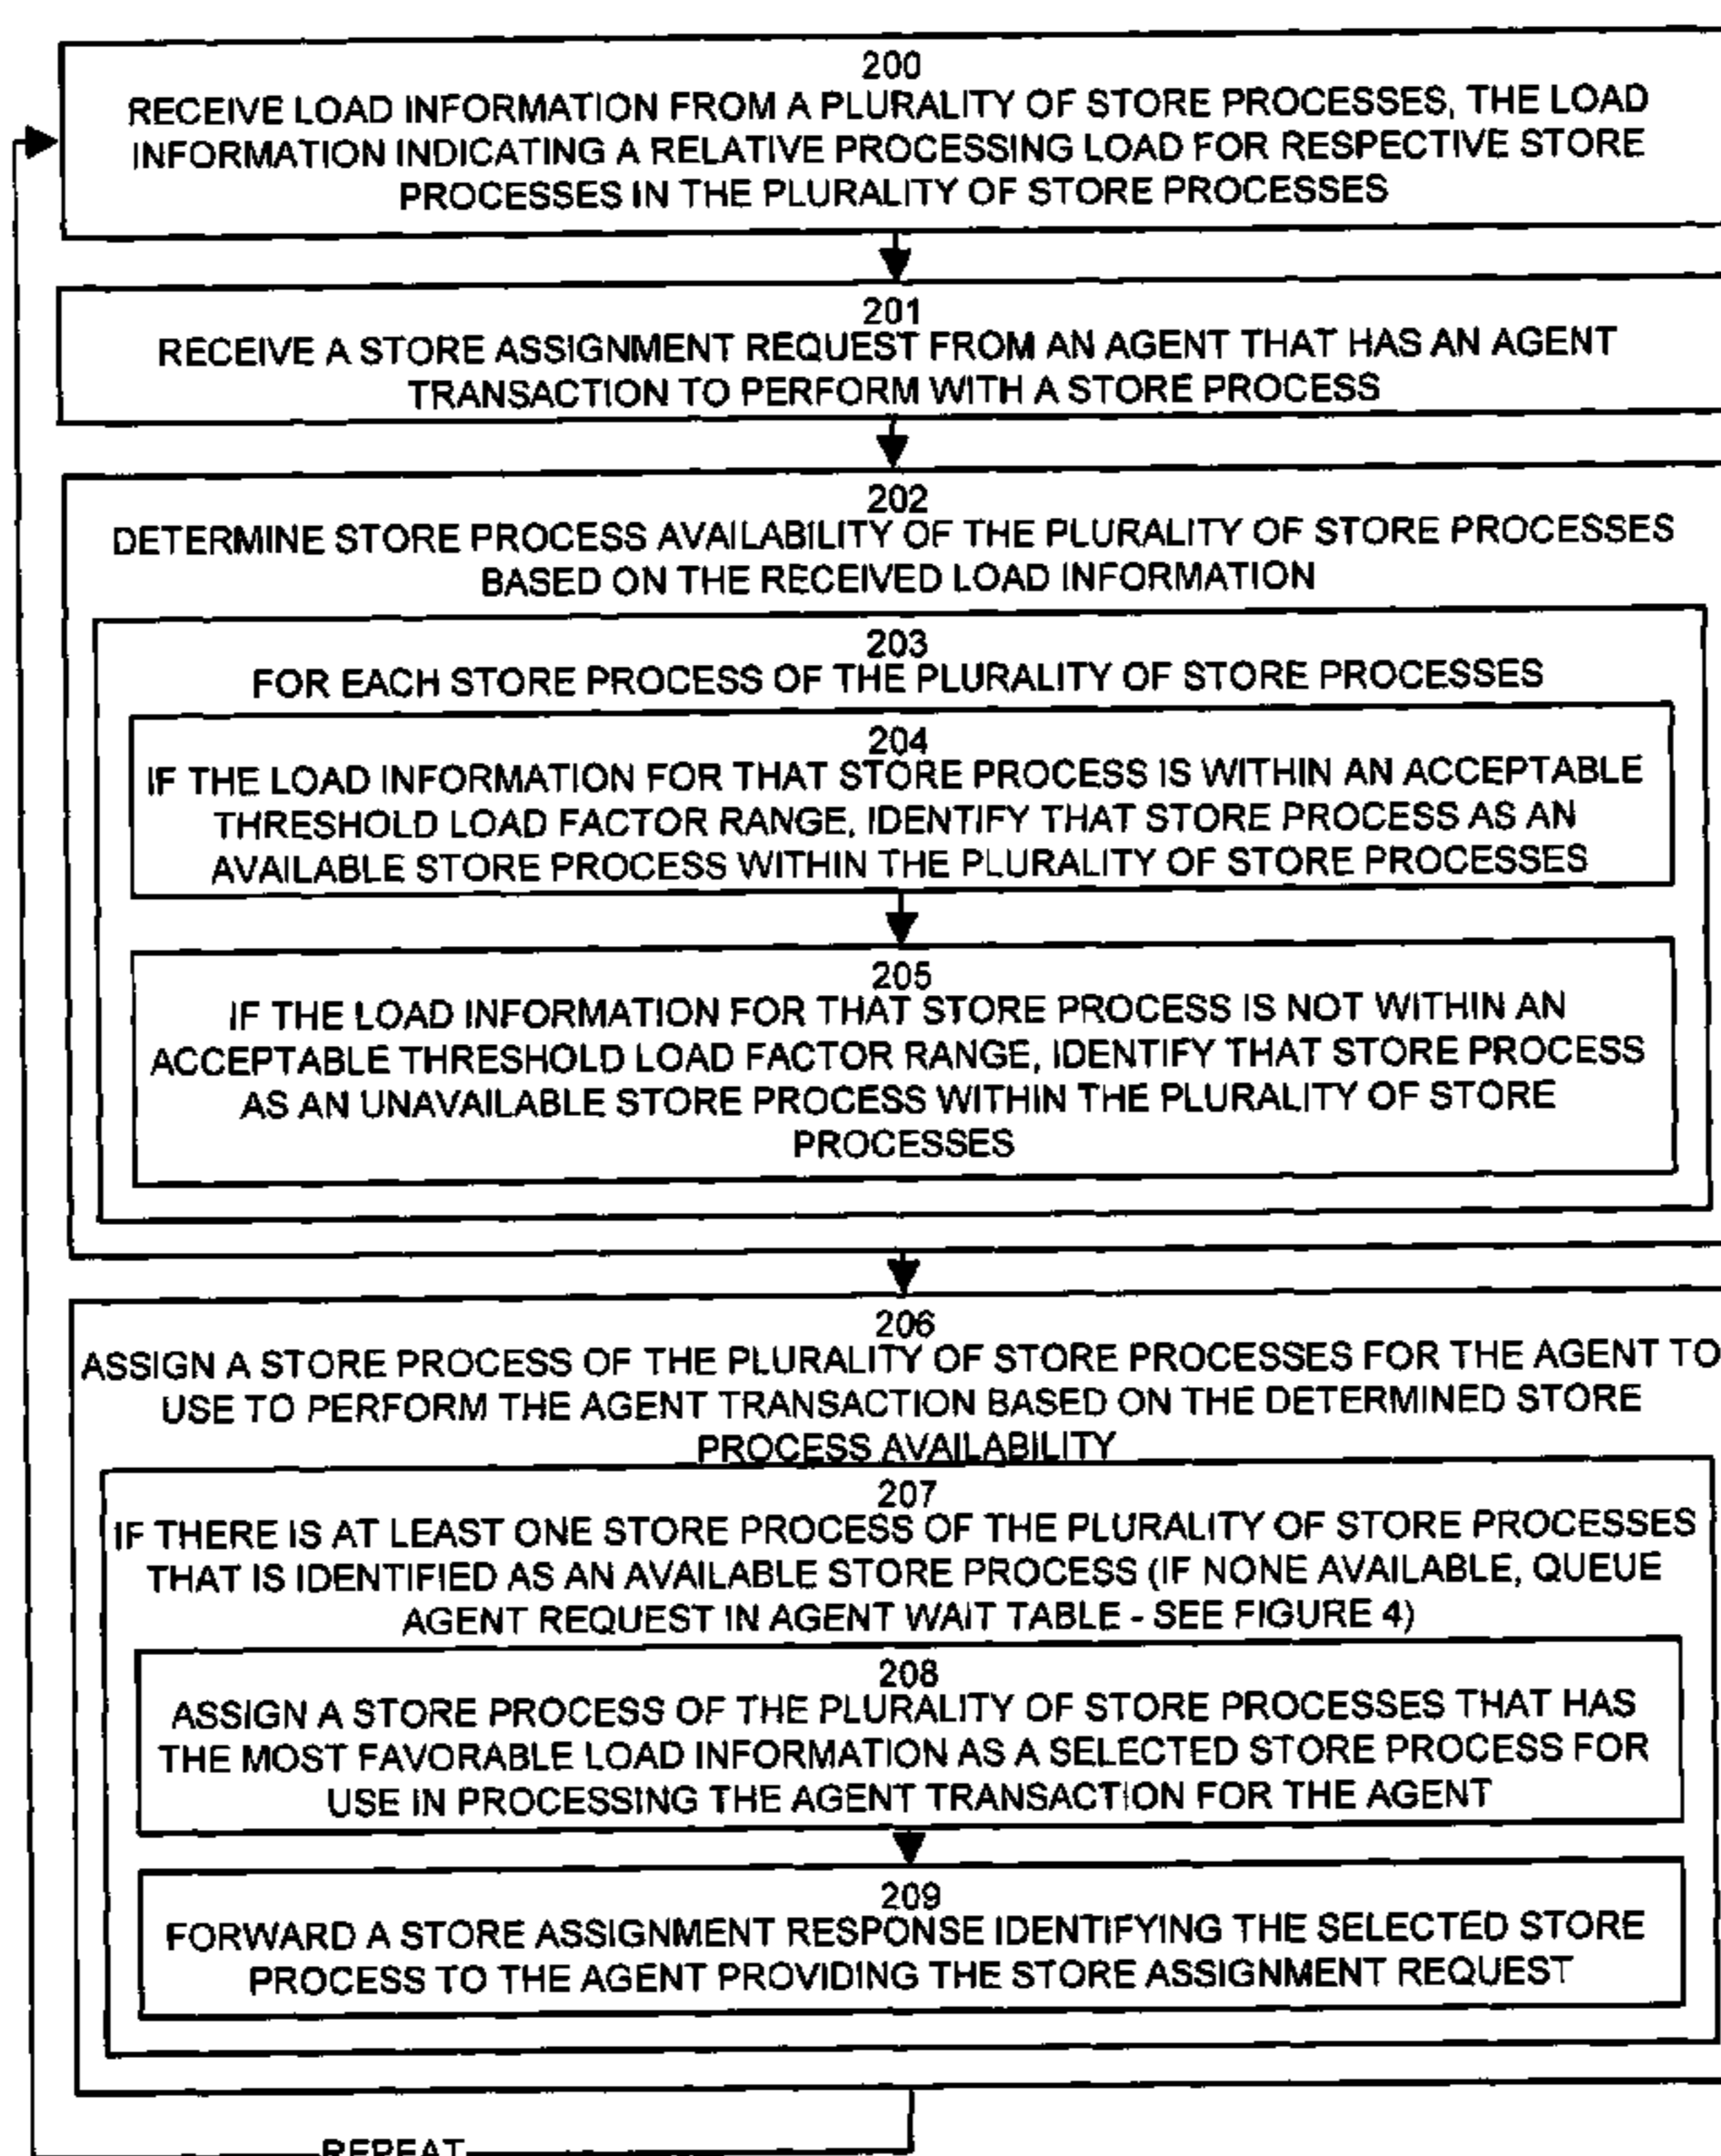 200
RECEIVE LOAD INFORMATION FROM A PLURALITY OF STORE PROCESSES, THE LOAD
INFORMATION INDICATING A RELATIVE PROCESSING LOAD FOR RESPECTIVE STORE
PROCESSES IN THE PLURALITY OF STORE PROCESSES
201
RECEIVE A STORE ASSIGNMENT REQUEST FROM AN AGENT THAT HAS AN AGENT
TRANSACTION TO PERFORM WITH A STORE PROCESS
202
DETERMINE STORE PROCESS AVAILABILITY OF THE PLURALITY OF STORE PROCESSES
BASED ON THE RECEIVED LOAD INFORMATION
203
FOR EACH STORE PROCESS OF THE PLURALITY OF STORE PROCESSES
204
IF THE LOAD INFORMATION FOR THAT STORE PROCESS IS WITHIN AN ACCEPTABLE
THRESHOLD LOAD FACTOR RANGE, IDENTIFY THAT STORE PROCESS AS AN
AVAILABLE STORE PROCESS WITHIN THE PLURALITY OF STORE PROCESSES
205
IF THE LOAD INFORMATION FOR THAT STORE PROCESS IS NOT WITHIN AN
ACCEPTABLE THRESHOLD LOAD FACTOR RANGE, IDENTIFY THAT STORE PROCESS
AS AN UNAVAILABLE STORE PROCESS WITHIN THE PLURALITY OF STORE
PROCESSES
206
ASSIGN A STORE PROCESS OF THE PLURALITY OF STORE PROCESSES FOR THE AGENT TO
USE TO PERFORM THE AGENT TRANSACTION BASED ON THE DETERMINED STORE
PROCESS AVAILABILITY
207
IF THERE IS AT LEAST ONE STORE PROCESS OF THE PLURALITY OF STORE PROCESSES
THAT IS IDENTIFIED AS AN AVAILABLE STORE PROCESS (IF NONE AVAILABLE, QUEUE
AGENT REQUEST IN AGENT WAIT TABLE - SEE FIGURE 4)
208
ASSIGN A STORE PROCESS OF THE PLURALITY OF STORE PROCESSES THAT HAS
THE MOST FAVORABLE LOAD INFORMATION AS A SELECTED STORE PROCESS FOR
USE IN PROCESSING THE AGENT TRANSACTION FOR THE AGENT
209
FORWARD A STORE ASSIGNMENT RESPONSE IDENTIFYING THE SELECTED STORE
PROCESS TO THE AGENT PROVIDING THE STORE ASSIGNMENT REQUEST
REPEAT